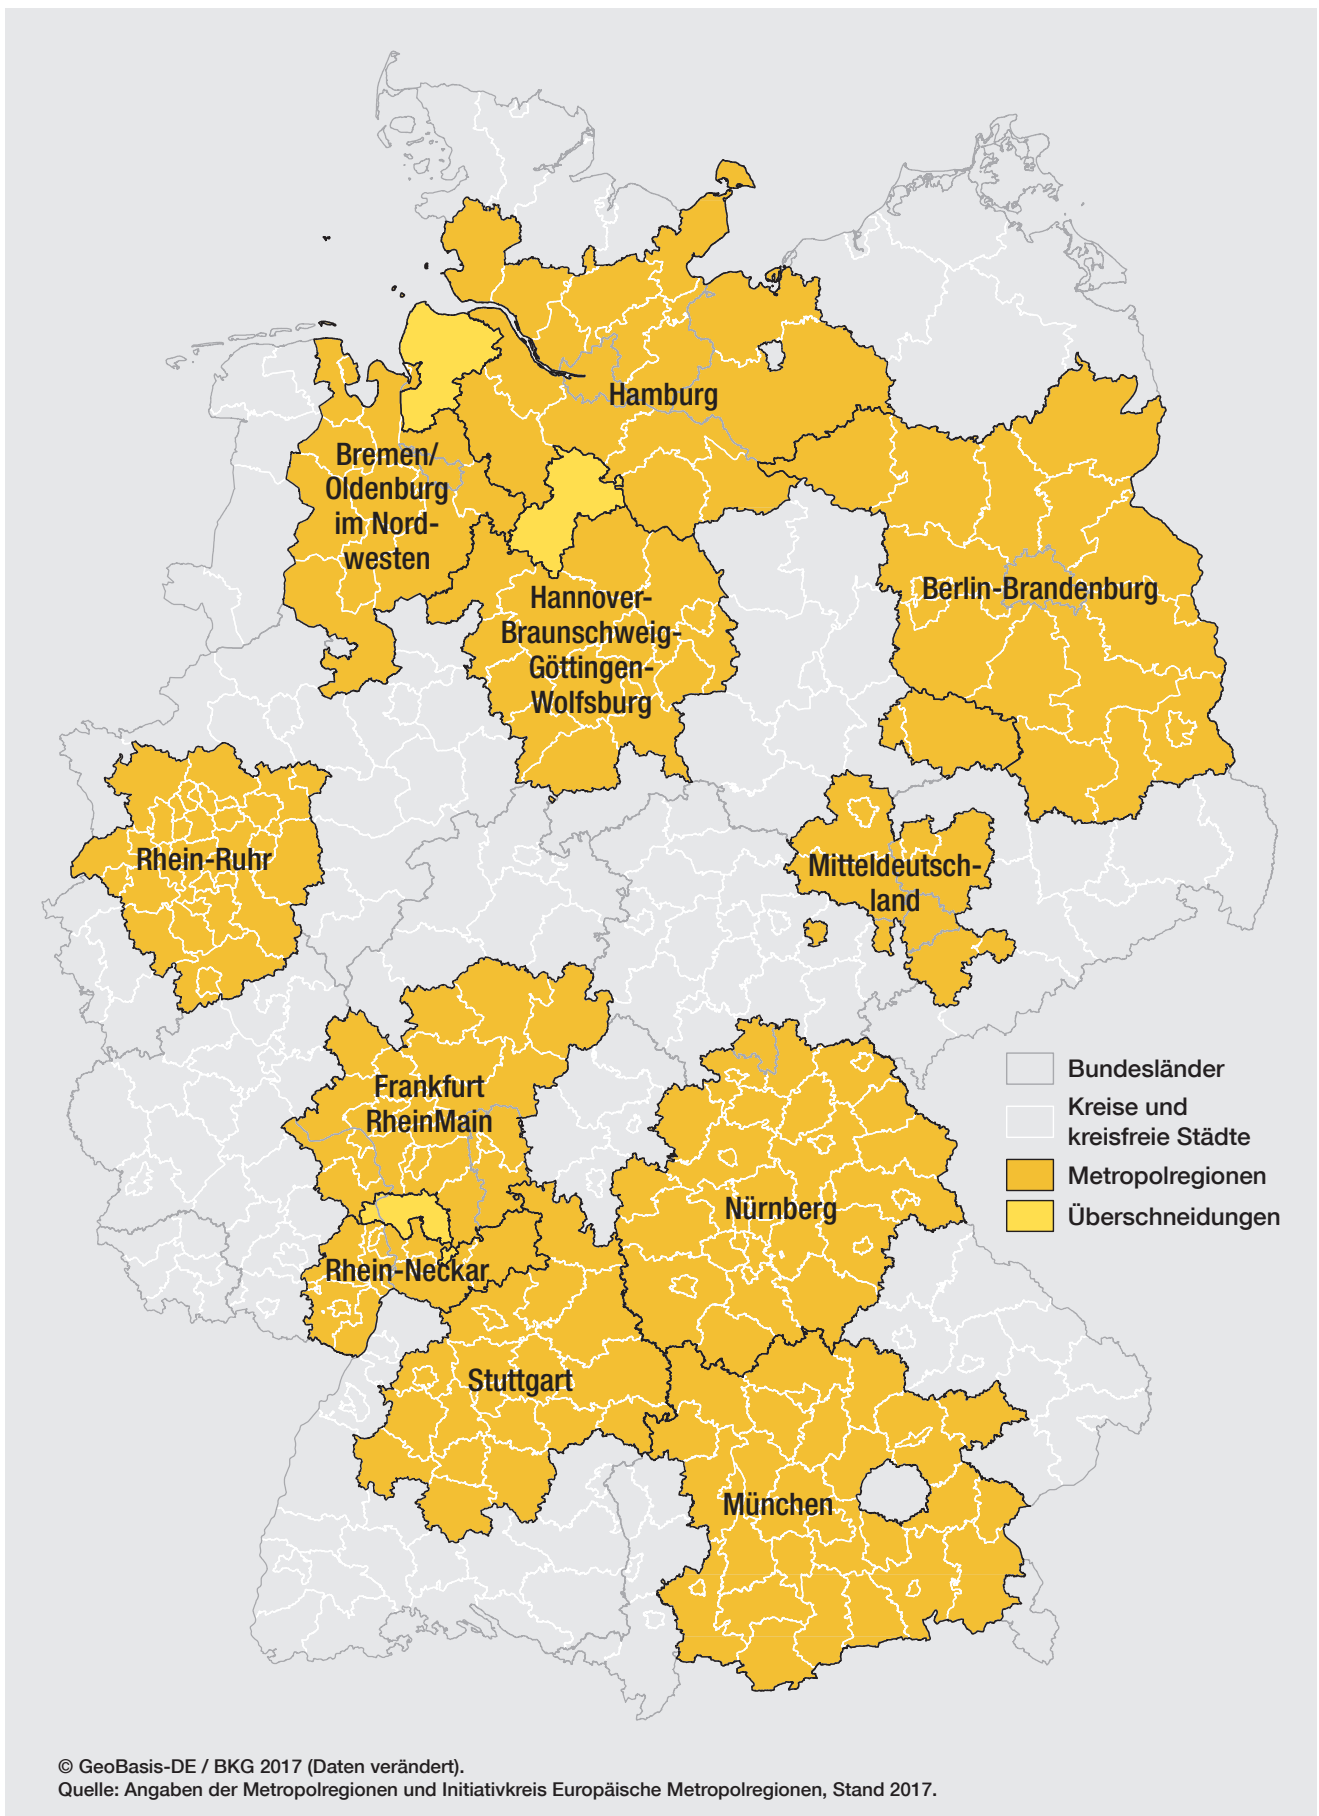 Hamburg
Bremen/
Oldenburg
im Nord-
westen
Hannover-
Braunschweig-
Göttingen-
Wolfsburg
Berlin-Brandenburg
Rhein-Ruhr
Mitteldeutsch-
land
Frankfurt
RheinMain
Nürnberg
Rhein-Neckar
Stuttgart
München
Bundesländer
Kreise und
kreisfreie Städte
Metropolregionen
Überschneidungen
© GeoBasis-DE / BKG 2017 (Daten verändert).
Quelle: Angaben der Metropolregionen und Initiativkreis Europäische Metropolregionen, Stand 2017.